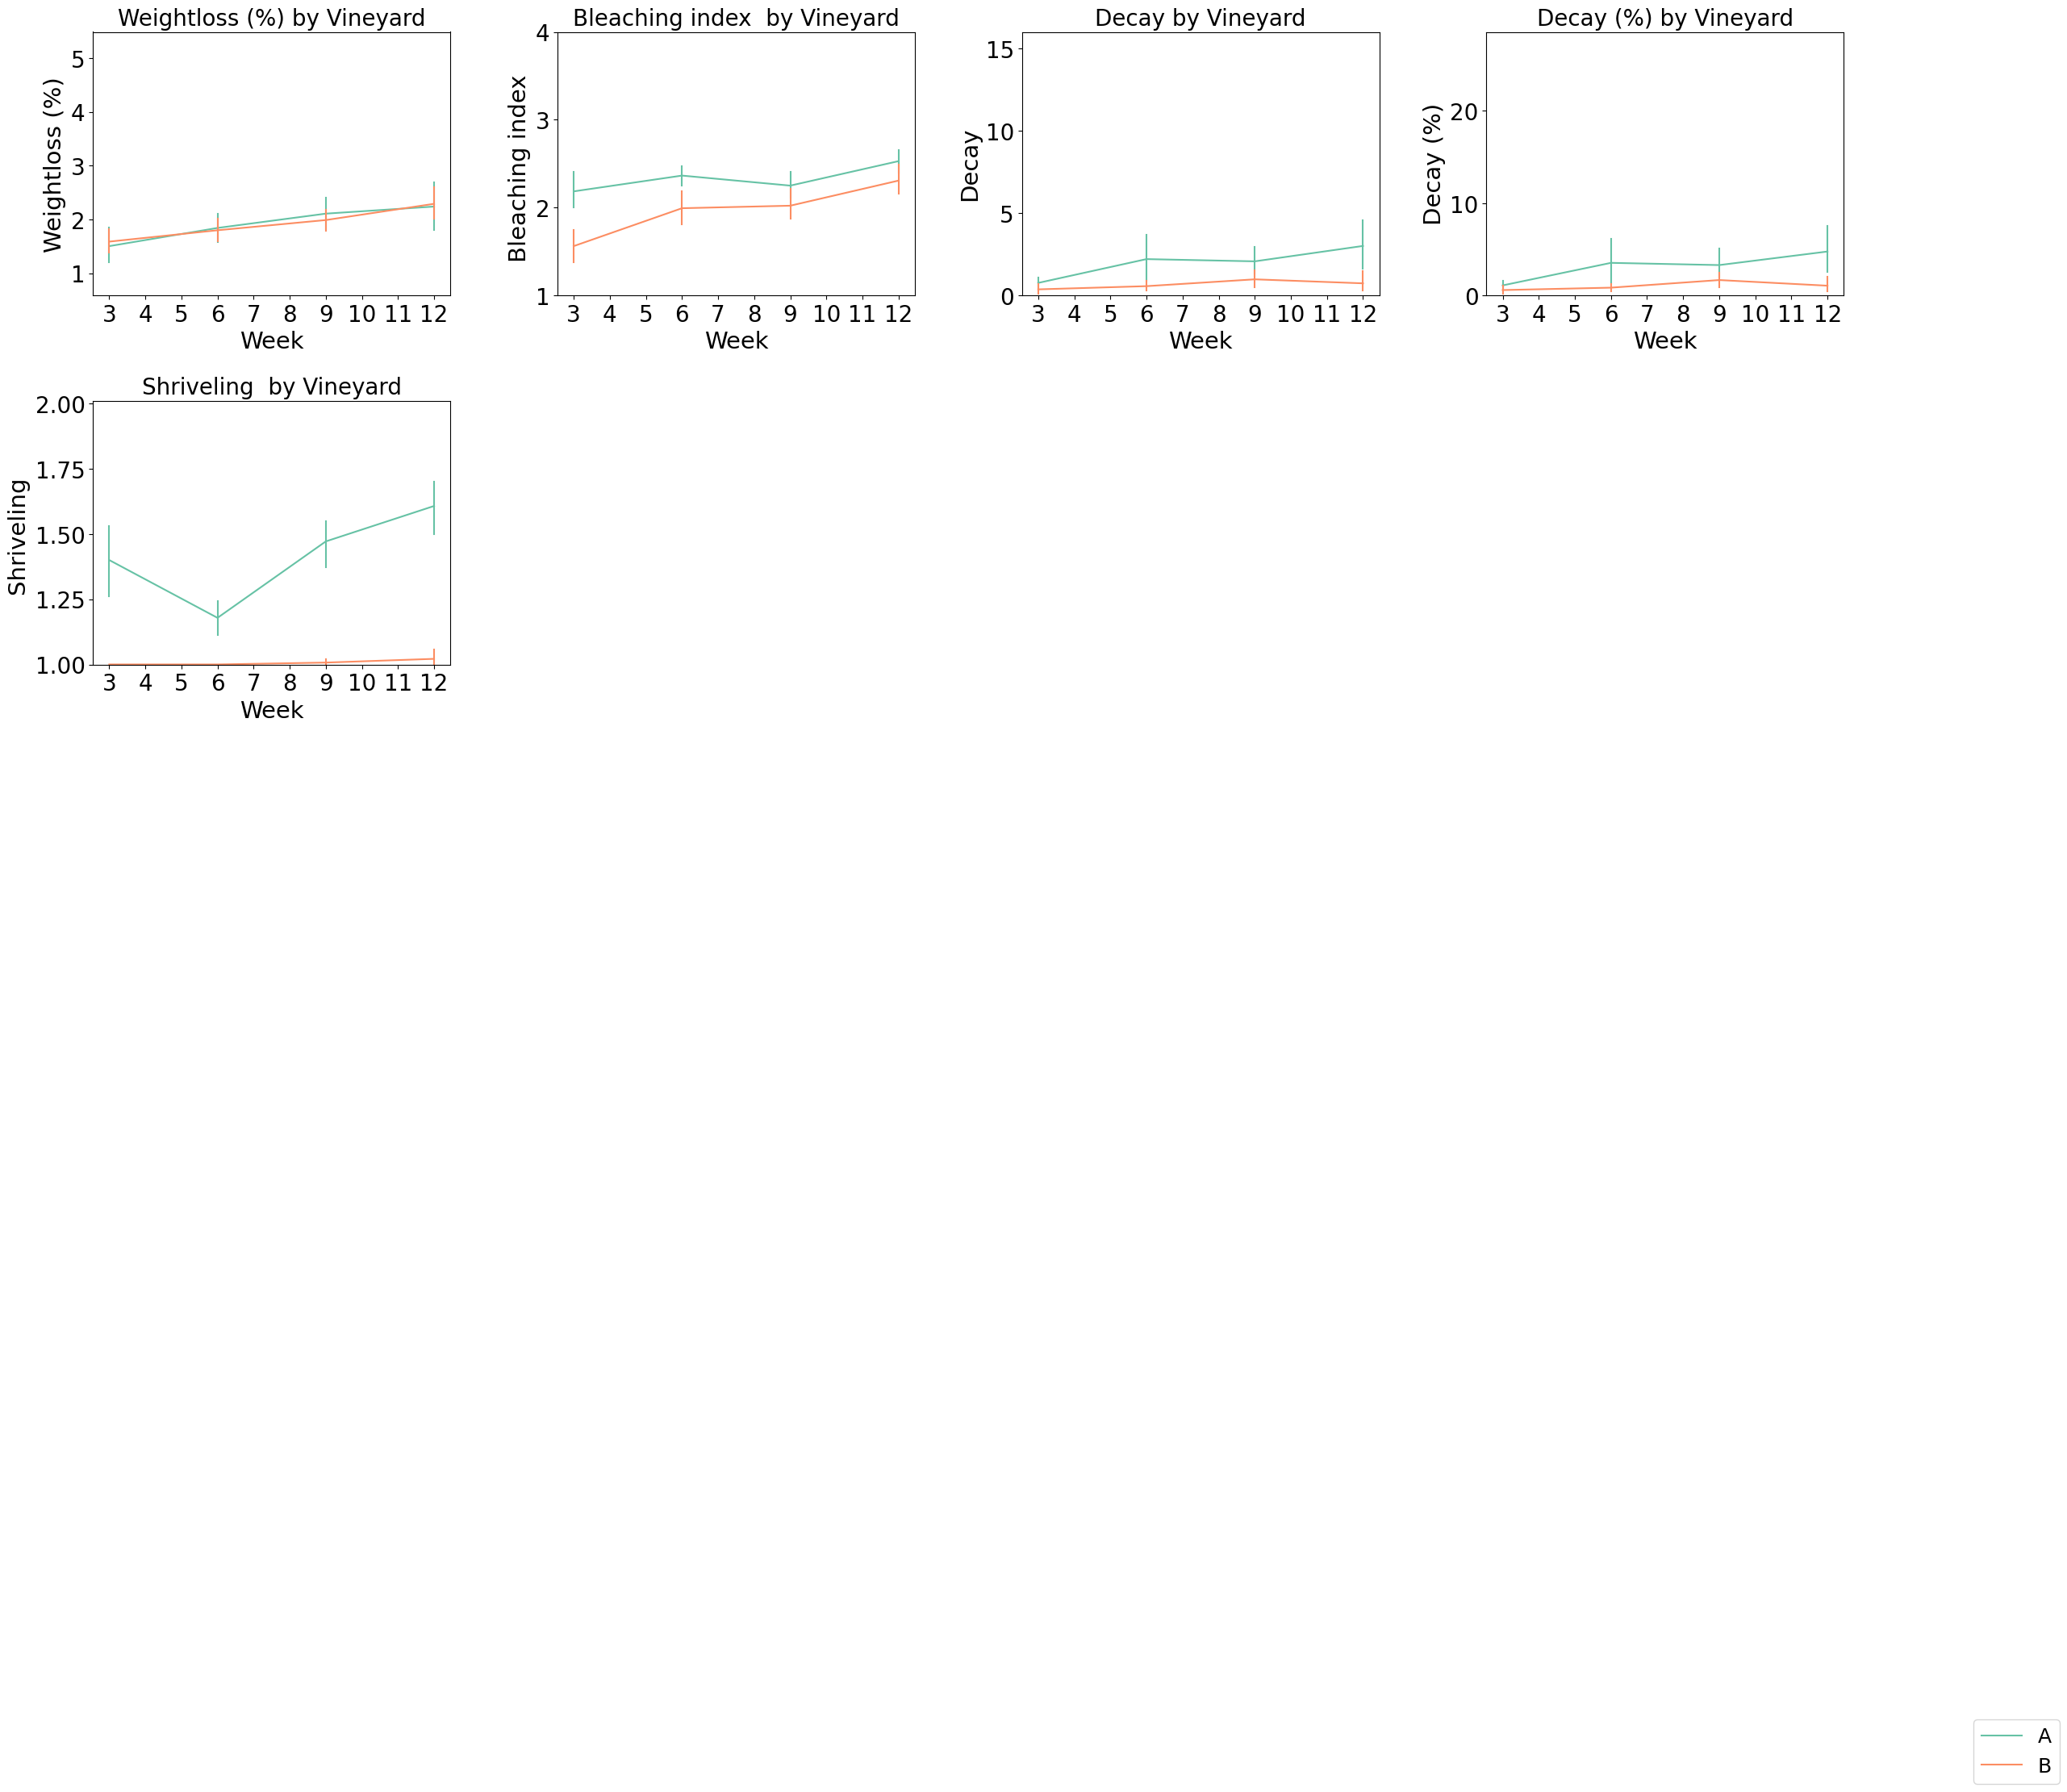 Weightloss (%) by Vineyard
Weightloss (%)
5
4
3
2
1
3 4 5 6 7 8 9 10 11 12
Week
Bleaching index  by Vineyard
Bleaching index
4
3
2
1
3 4 5 6 7 8 9 10 11 12
Week
Decay by Vineyard
Decay
15
10
5
0
3 4 5 6 7 8 9 10 11 12
Week
Decay (%) by Vineyard
Decay (%)
20
10
0
3 4 5 6 7 8 9 10 11 12
Week
Shriveling  by Vineyard
Shriveling
2.00
1.75
1.50
1.25
1.00
3 4 5 6 7 8 9 10 11 12
Week
A
B